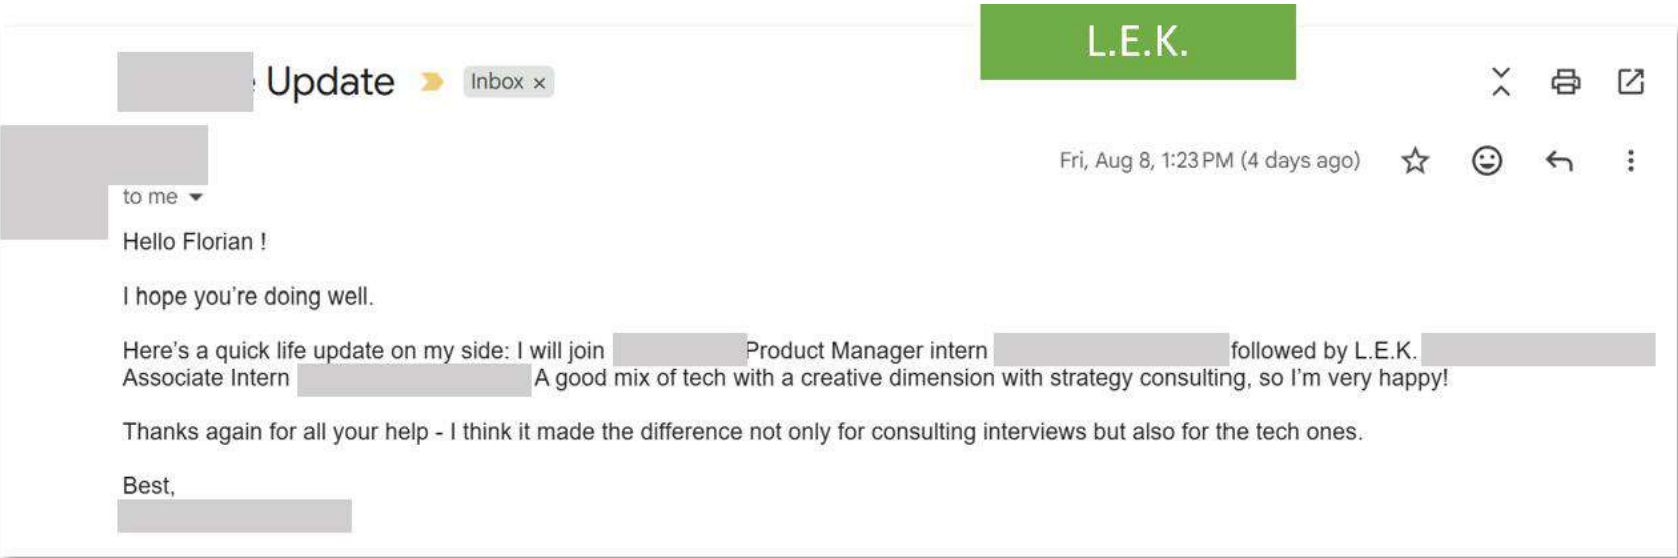 L.E.K.
Update Inbox ×
Fri, Aug 8, 1:23 PM (4 days ago)
to me
Hello Florian !
I hope you're doing well.
Here's a quick life update on my side: I will join Product Manager intern followed by L.E.K.
Associate Intern A good mix of tech with a creative dimension with strategy consulting, so I'm very happy!
Thanks again for all your help - I think it made the difference not only for consulting interviews but also for the tech ones.
Best,